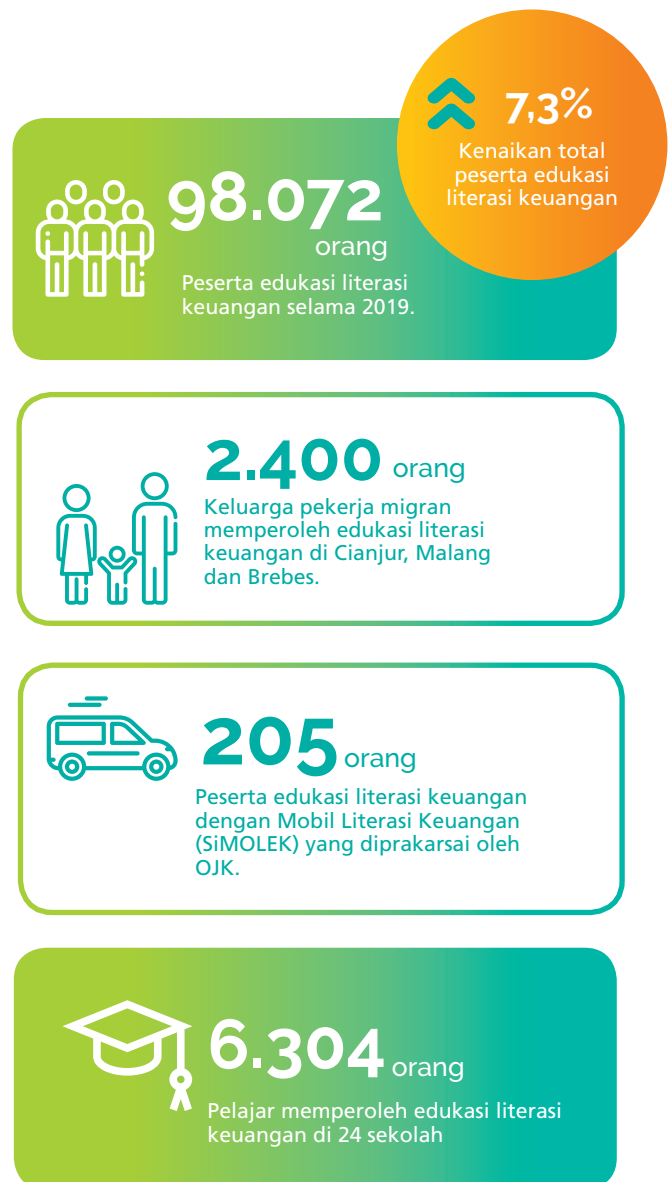 7,3%
Kenaikan total
peserta edukasi
literasi keuangan
98.072
orang
Peserta edukasi literasi
keuangan selama 2019.
2.400 orang
Keluarga pekerja migran
memperoleh edukasi literasi
keuangan di Cianjur, Malang
dan Brebes.
205 orang
Peserta edukasi literasi keuangan
dengan Mobil Literasi Keuangan
(SiMOLEK) yang diprakarsai oleh
OJK.
6.304 orang
Pelajar memperoleh edukasi literasi
keuangan di 24 sekolah